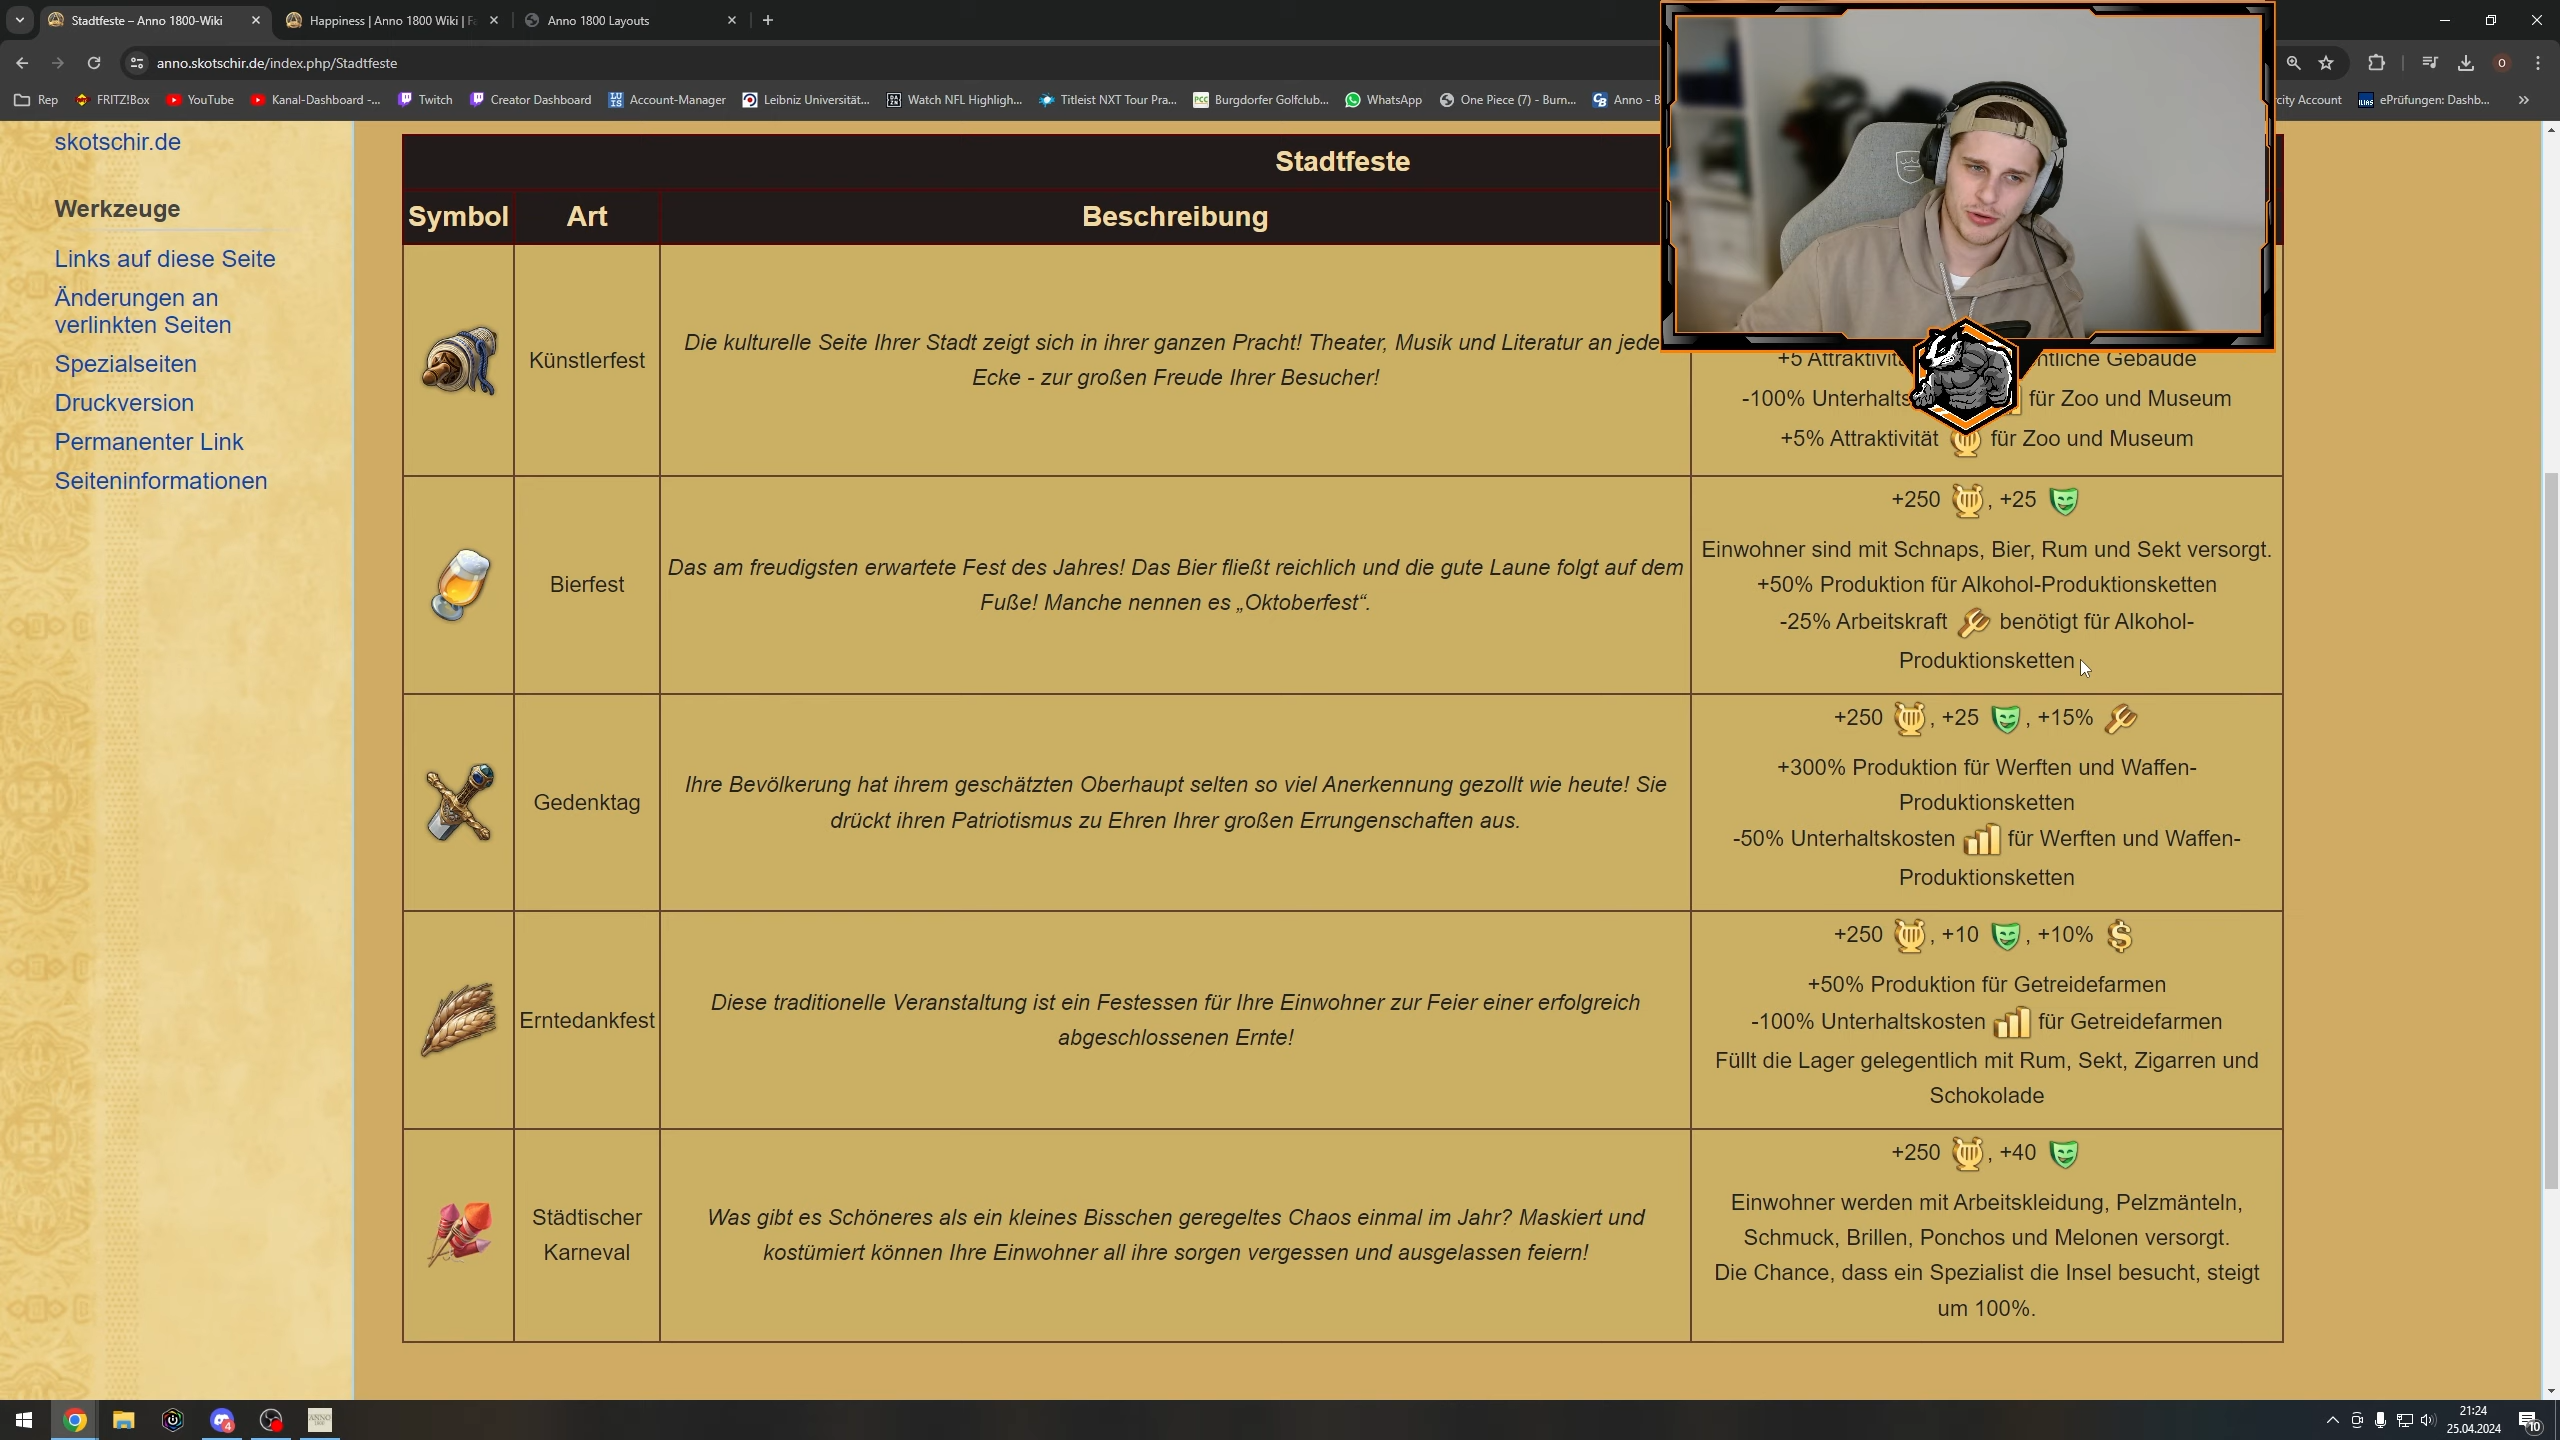 Stadtfeste – Anno 1800-Wiki
Happiness | Anno 1800 Wiki | F
Anno 1800 Layouts
anno.skotschir.de/index.php/Stadtfeste
O
Rep
FRITZ!Box
YouTube
Kanal-Dashboard -...
Twitch
Creator Dashboard
Account-Manager
Leibniz Universität...
Watch NFL Highligh...
Titleist NXT Tour Pra...
Burgdorfer Golfclub...
WhatsApp
One Piece (7) - Burn...
Anno - B
city Account
ePrüfungen: Dashb...
skotschir.de
Werkzeuge
Links auf diese Seite
Änderungen an
verlinkten Seiten
Spezialseiten
Druckversion
Permanenter Link
Seiteninformationen
Stadtfeste
Symbol Art Beschreibung
Künstlerfest
Die kulturelle Seite Ihrer Stadt zeigt sich in ihrer ganzen Pracht! Theater, Musik und Literatur an jede
Ecke - zur großen Freude Ihrer Besucher!
+5 Attraktivit ntliche Gebäude
-100% Unterhalts für Zoo und Museum
+5% Attraktivität für Zoo und Museum
Bierfest
Das am freudigsten erwartete Fest des Jahres! Das Bier fließt reichlich und die gute Laune folgt auf dem
Fuße! Manche nennen es „Oktoberfest“.
+250 , +25
Einwohner sind mit Schnaps, Bier, Rum und Sekt versorgt.
+50% Produktion für Alkohol-Produktionsketten
-25% Arbeitskraft benötigt für Alkohol-
Produktionsketten
Gedenktag
Ihre Bevölkerung hat ihrem geschätzten Oberhaupt selten so viel Anerkennung gezollt wie heute! Sie
drückt ihren Patriotismus zu Ehren Ihrer großen Errungenschaften aus.
+250 , +25 , +15%
+300% Produktion für Werften und Waffen-
Produktionsketten
-50% Unterhaltskosten für Werften und Waffen-
Produktionsketten
Erntedankfest
Diese traditionelle Veranstaltung ist ein Festessen für Ihre Einwohner zur Feier einer erfolgreich
abgeschlossenen Ernte!
+250 , +10 , +10%
+50% Produktion für Getreidefarmen
-100% Unterhaltskosten für Getreidefarmen
Füllt die Lager gelegentlich mit Rum, Sekt, Zigarren und
Schokolade
Städtischer
Karneval
Was gibt es Schöneres als ein kleines Bisschen geregeltes Chaos einmal im Jahr? Maskiert und
kostümiert können Ihre Einwohner all ihre sorgen vergessen und ausgelassen feiern!
+250 , +40
Einwohner werden mit Arbeitskleidung, Pelzmänteln,
Schmuck, Brillen, Ponchos und Melonen versorgt.
Die Chance, dass ein Spezialist die Insel besucht, steigt
um 100%.
4
21:24
25.04.2024
10